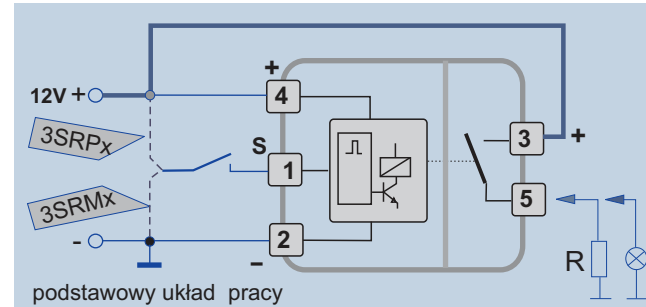 +
12V +
4
3SRPx
3
+
S
1
5
3SRMx
R
-
2
–
podstawowy układ pracy